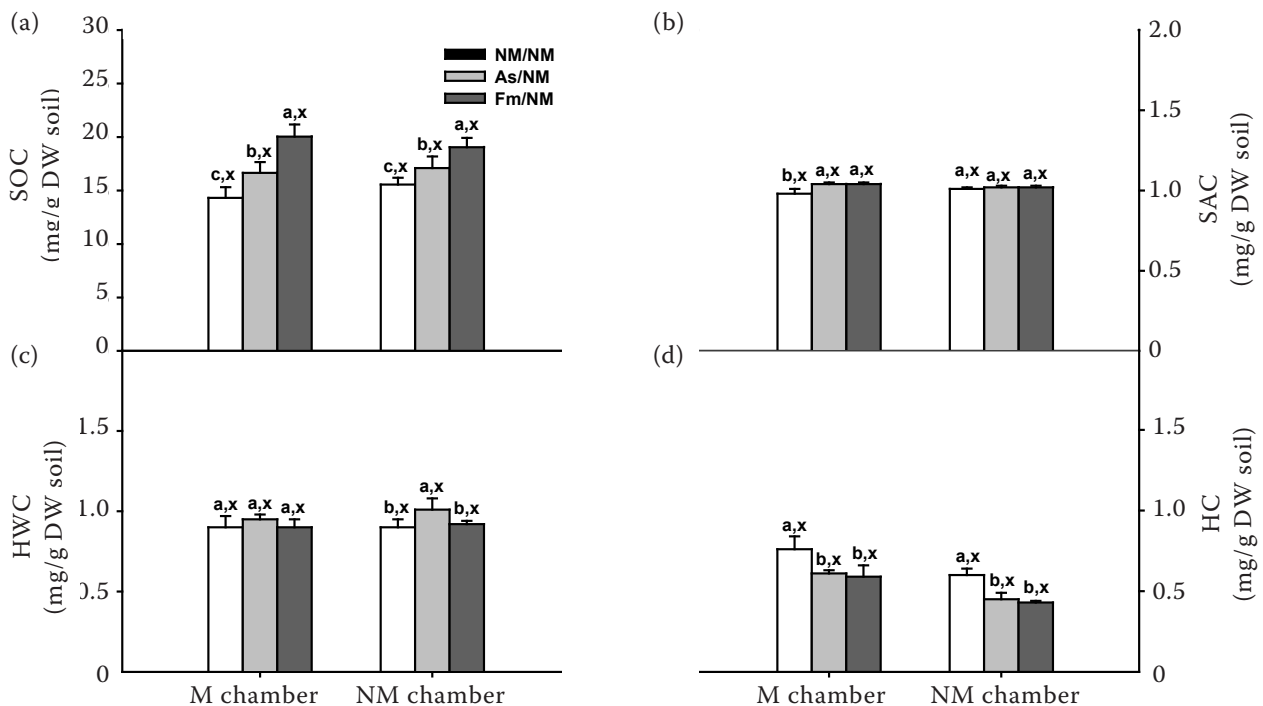 (a)
30
25
20
15
10
5
0
SOC
(mg/g DW soil)
NM/NM
As/NM
Fm/NM
c,x
b,x
a,x
c,x
b,x
a,x
(b)
2.0
1.5
1.0
0.5
0
SAC
(mg/g DW soil)
b,x
a,x
a,x
a,x
a,x
a,x
(c)
1.5
1.0
0.5
0
HWC
(mg/g DW soil)
a,x
a,x
a,x
b,x
a,x
b,x
M chamber
NM chamber
(d)
1.5
1.0
0.5
0
HC
(mg/g DW soil)
a,x
b,x
b,x
a,x
b,x
b,x
M chamber
NM chamber